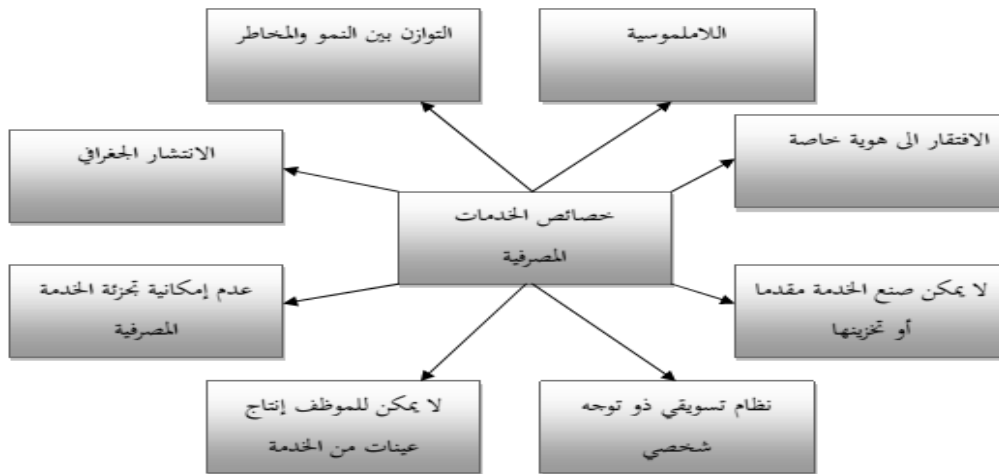 اللاملموسية
التوازن بين النمو والمخاطر
الافتقار الى هوية خاصة
الانتشار الجغرافي
خصائص الخدمات
المصرفية
لا يمكن صنع الخدمة مقدما
أو تخزينها
عدم إمكانية تجزئة الخدمة
المصرفية
نظام تسويقي ذو توجه
شخصي
لا يمكن للموظف إنتاج
عينات من الخدمة